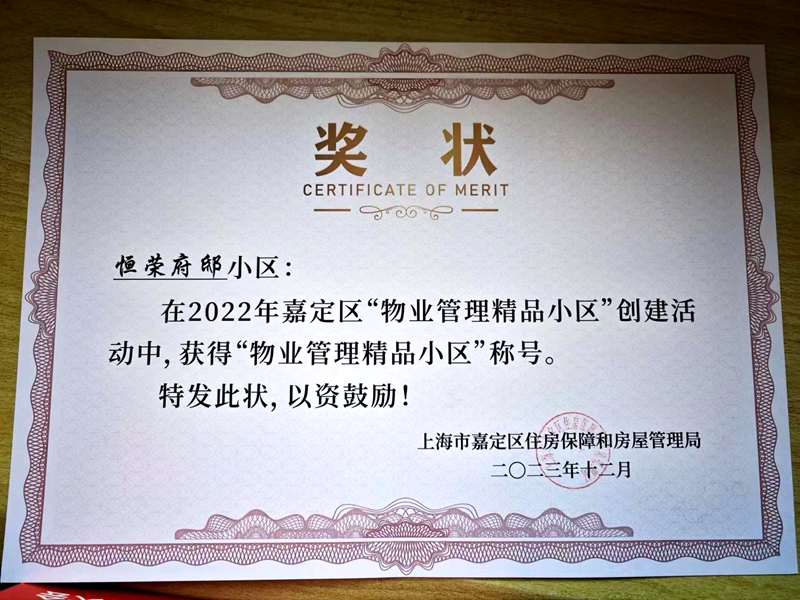 奖 状
CERTIFICATE OF MERIT
恒荣府邸小区：
在2022年嘉定区“物业管理精品小区”创建活
动中，获得“物业管理精品小区”称号。
特发此状，以资鼓励！
上海市嘉定区住房保障和房屋管理局
二〇二三年十二月